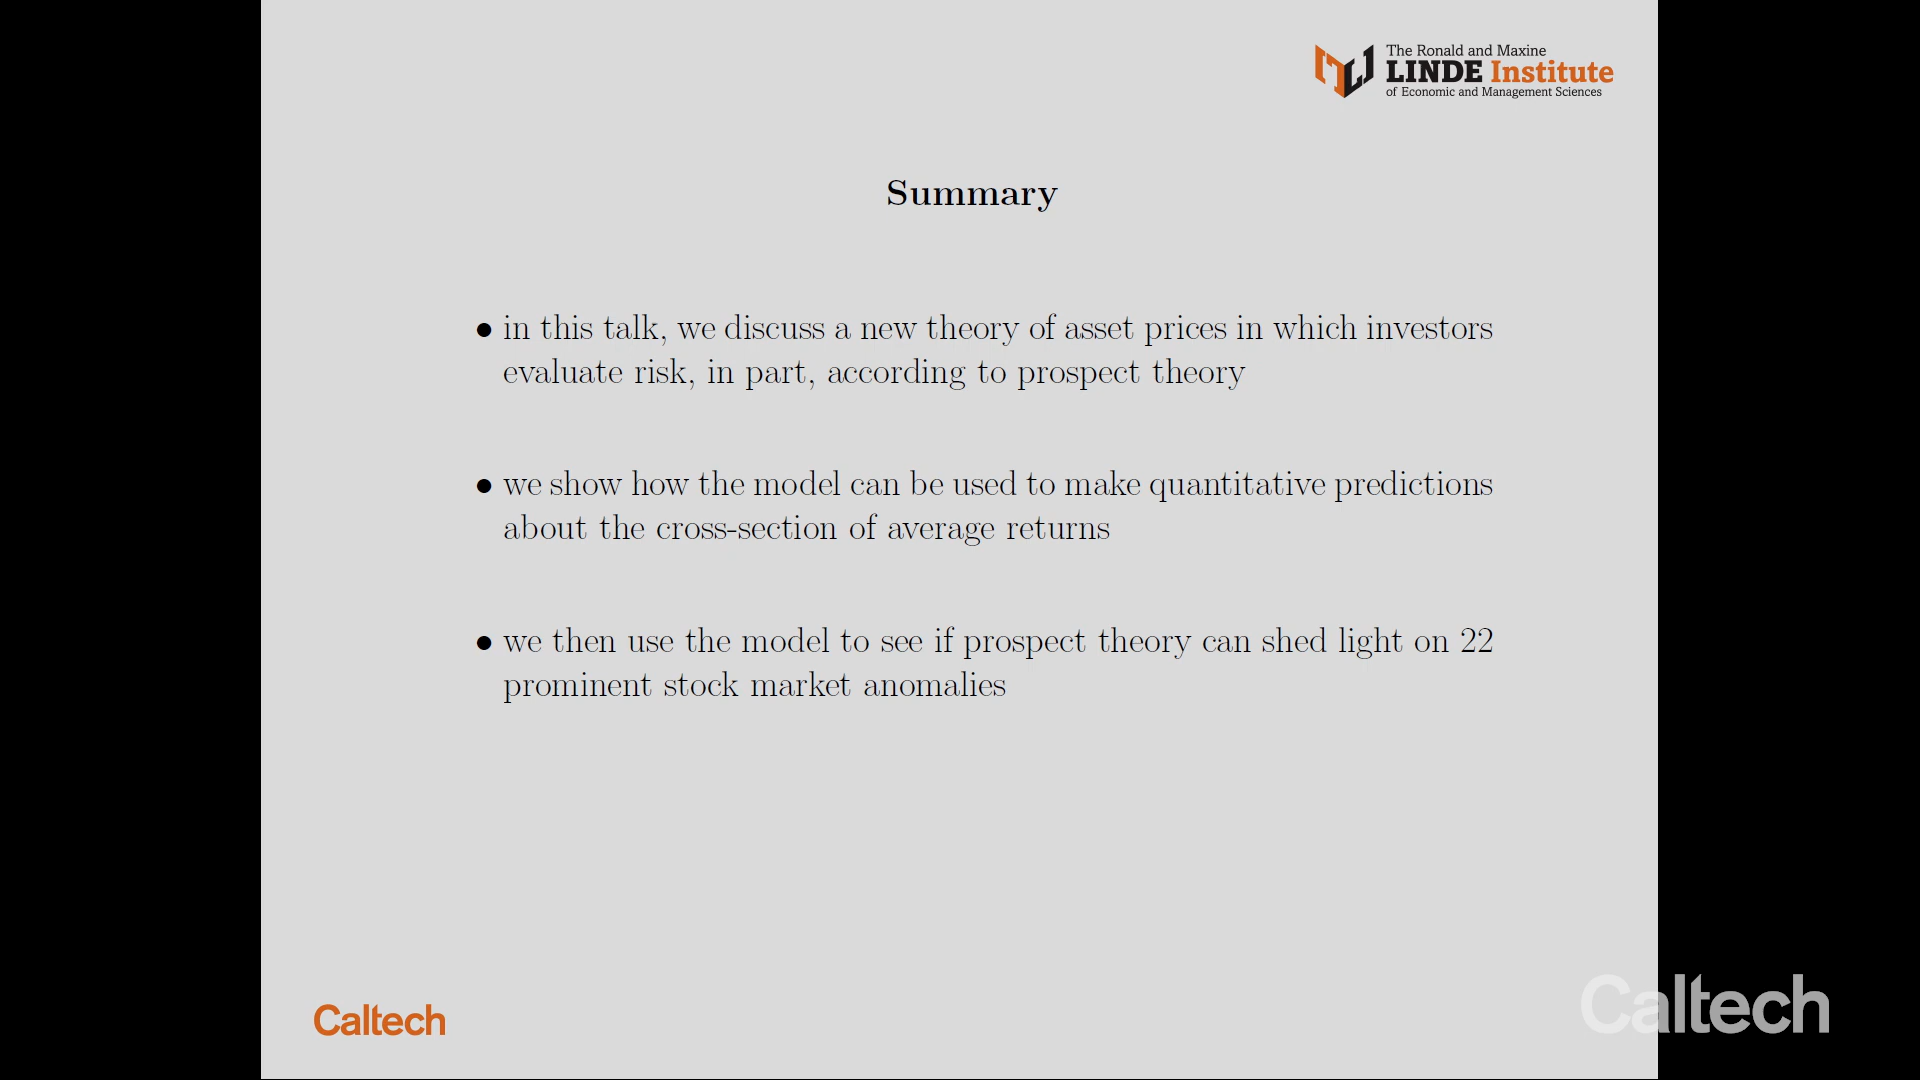 The Ronald and Maxine
LINDE Institute
of Economic and Management Sciences
Summary
• in this talk, we discuss a new theory of asset prices in which investors
evaluate risk, in part, according to prospect theory
• we show how the model can be used to make quantitative predictions
about the cross-section of average returns
• we then use the model to see if prospect theory can shed light on 22
prominent stock market anomalies
Caltech
Caltech